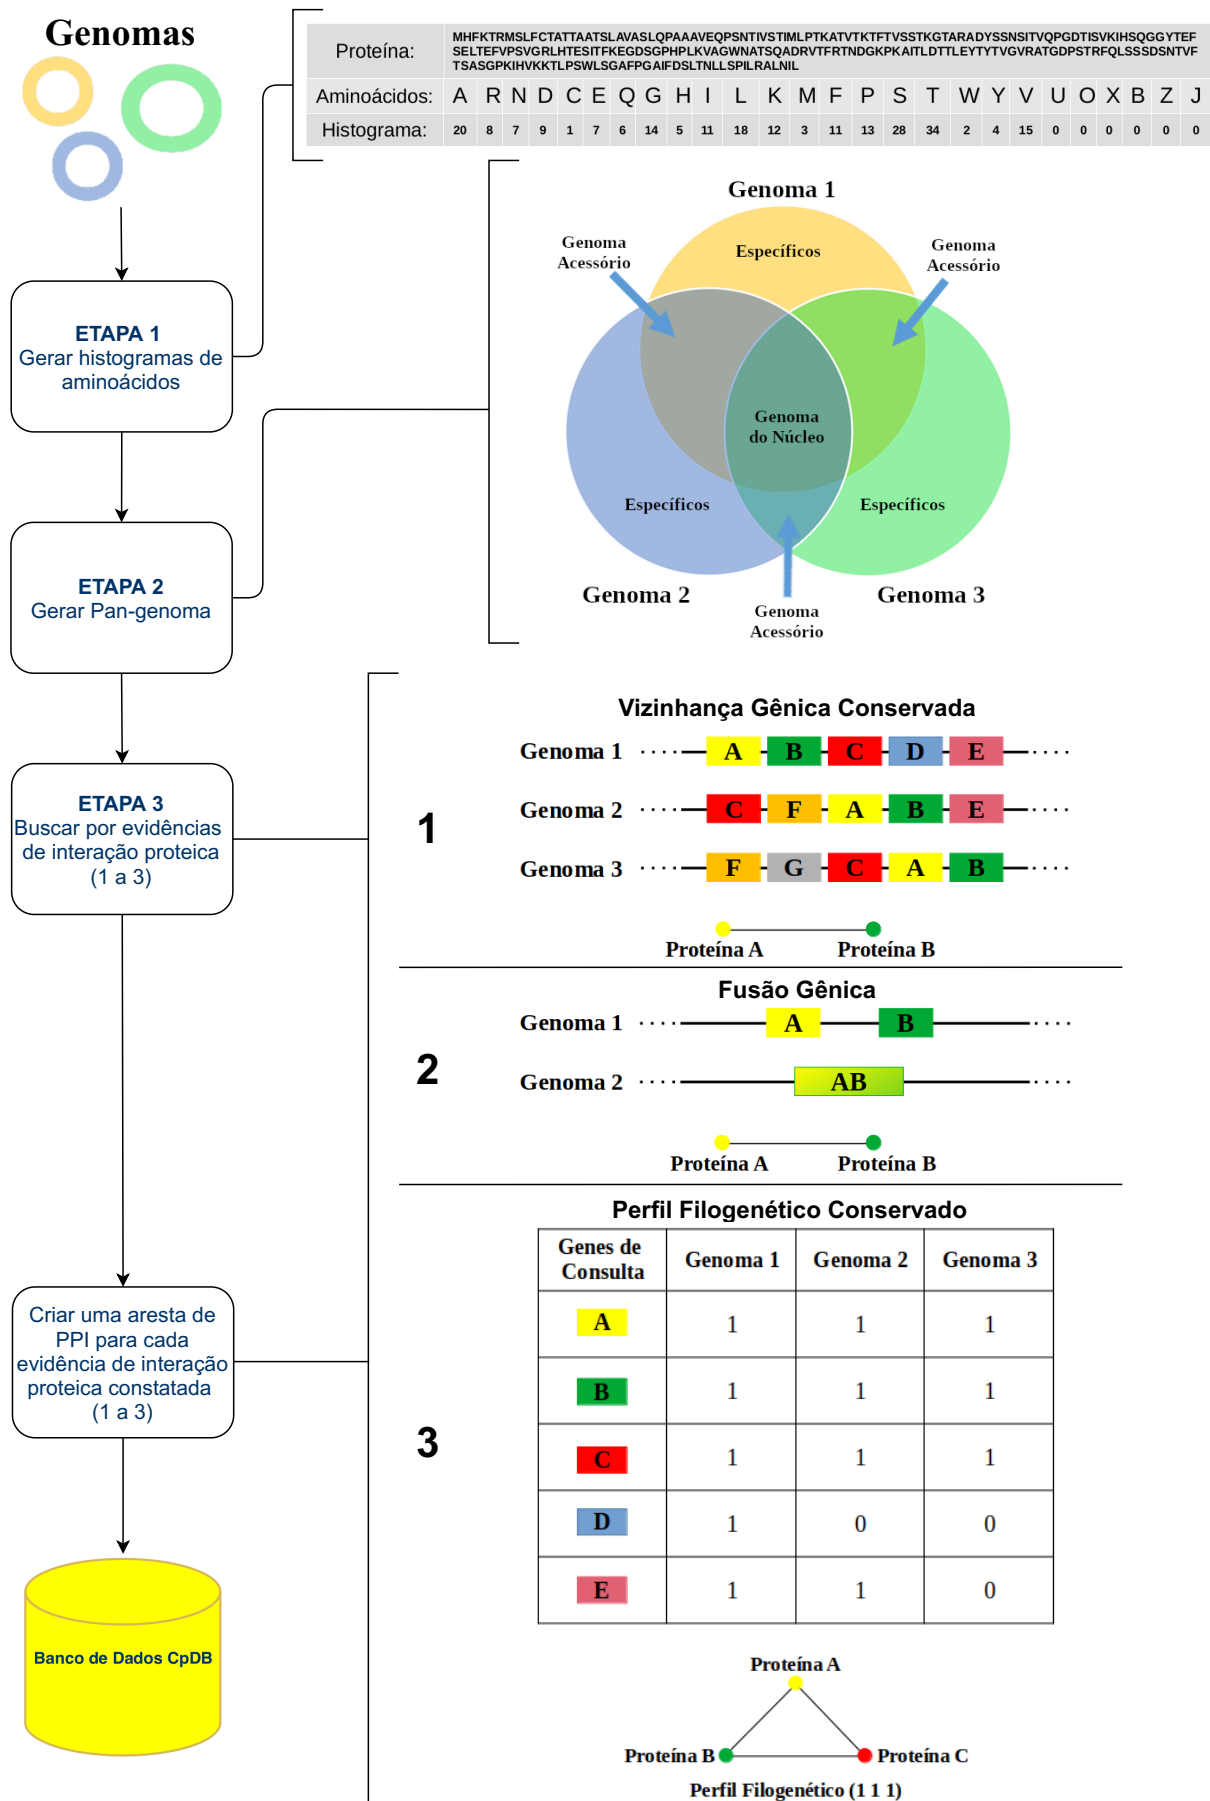 Genomas
Proteína:
MHFKTRMSLFCTATTAATSLAVASLQPAAAVEQPSNTIVSTIMLPTKATVTKTFTVSSTKGTARADYSSNSITVQPGDTISVKIHSQGGYTEF
SELTEFVPSVGRLHTESITFKEGDSGPHPLKVAGWNATSQADRVTFRTNDGKPKAITLDTTLEYTYTVGVRATGDPSTRFQLSSSDSNTVF
TSASGPKIHVKKTLPSWLSGAFPGAIFDSLTNLLSPILRALNIL
Aminoácidos: A R N D C E Q G H I L K M F P S T W Y V U O X B Z J
Histograma: 20 8 7 9 1 7 6 14 5 11 18 12 3 11 13 28 34 2 4 15 0 0 0 0 0 0
ETAPA 1
Gerar histogramas de
aminoácidos
Genoma 1
Genoma
Acessório
Específicos
Genoma
Acessório
Genoma
do Núcleo
Específicos
Específicos
Genoma 2
Genoma 3
Genoma
Acessório
ETAPA 2
Gerar Pan-genoma
ETAPA 3
Buscar por evidências
de interação proteica
(1 a 3)
1
Vizinhança Gênica Conservada
Genoma 1 A B C D E
Genoma 2 C F A B E
Genoma 3 F G C A B
Proteína A Proteína B
2
Fusão Gênica
Genoma 1 A B
Genoma 2 AB
Proteína A Proteína B
Criar uma aresta de
PPI para cada
evidência de interação
proteica constatada
(1 a 3)
3
Perfil Filogenético Conservado
Genes de
Consulta
Genoma 1 Genoma 2 Genoma 3
A 1 1 1
B 1 1 1
C 1 1 1
D 1 0 0
E 1 1 0
Proteína A
Proteína B Proteína C
Perfil Filogenético (1 1 1)
Banco de Dados CpDB